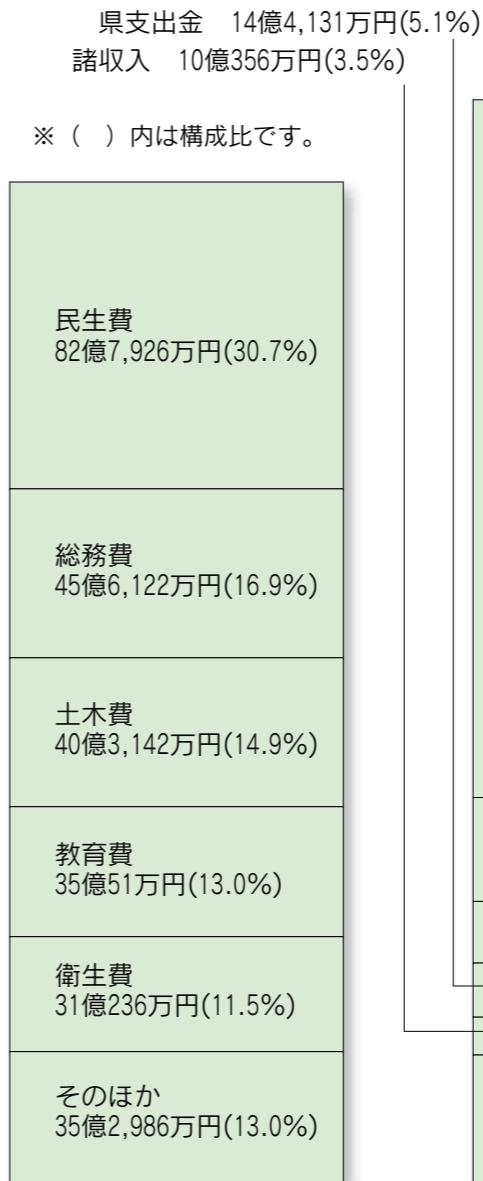 県支出金　14億4,131万円(5.1%)
諸収入　10億356万円(3.5%)
※（　）内は構成比です。
民生費
82億7,926万円(30.7%)
総務費
45億6,122万円(16.9%)
土木費
40億3,142万円(14.9%)
教育費
35億51万円(13.0%)
衛生費
31億236万円(11.5%)
そのほか
35億2,986万円(13.0%)